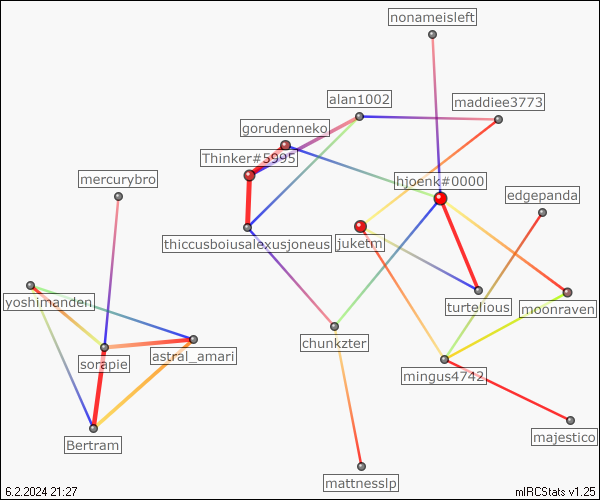 nonameisleft
alan1002
maddiee3773
gorudenneko
Thinker#5995
mercurybro
hjoenk#0000
edgepanda
thiccusboiusalexusjoneus
juketm
yoshimanden
turtelious
moonraven
chunkzter
astral_amari
sorapie
mingus4742
Bertram
majestico
mattnesslp
6.2.2024 21:27
mIRCStats v1.25